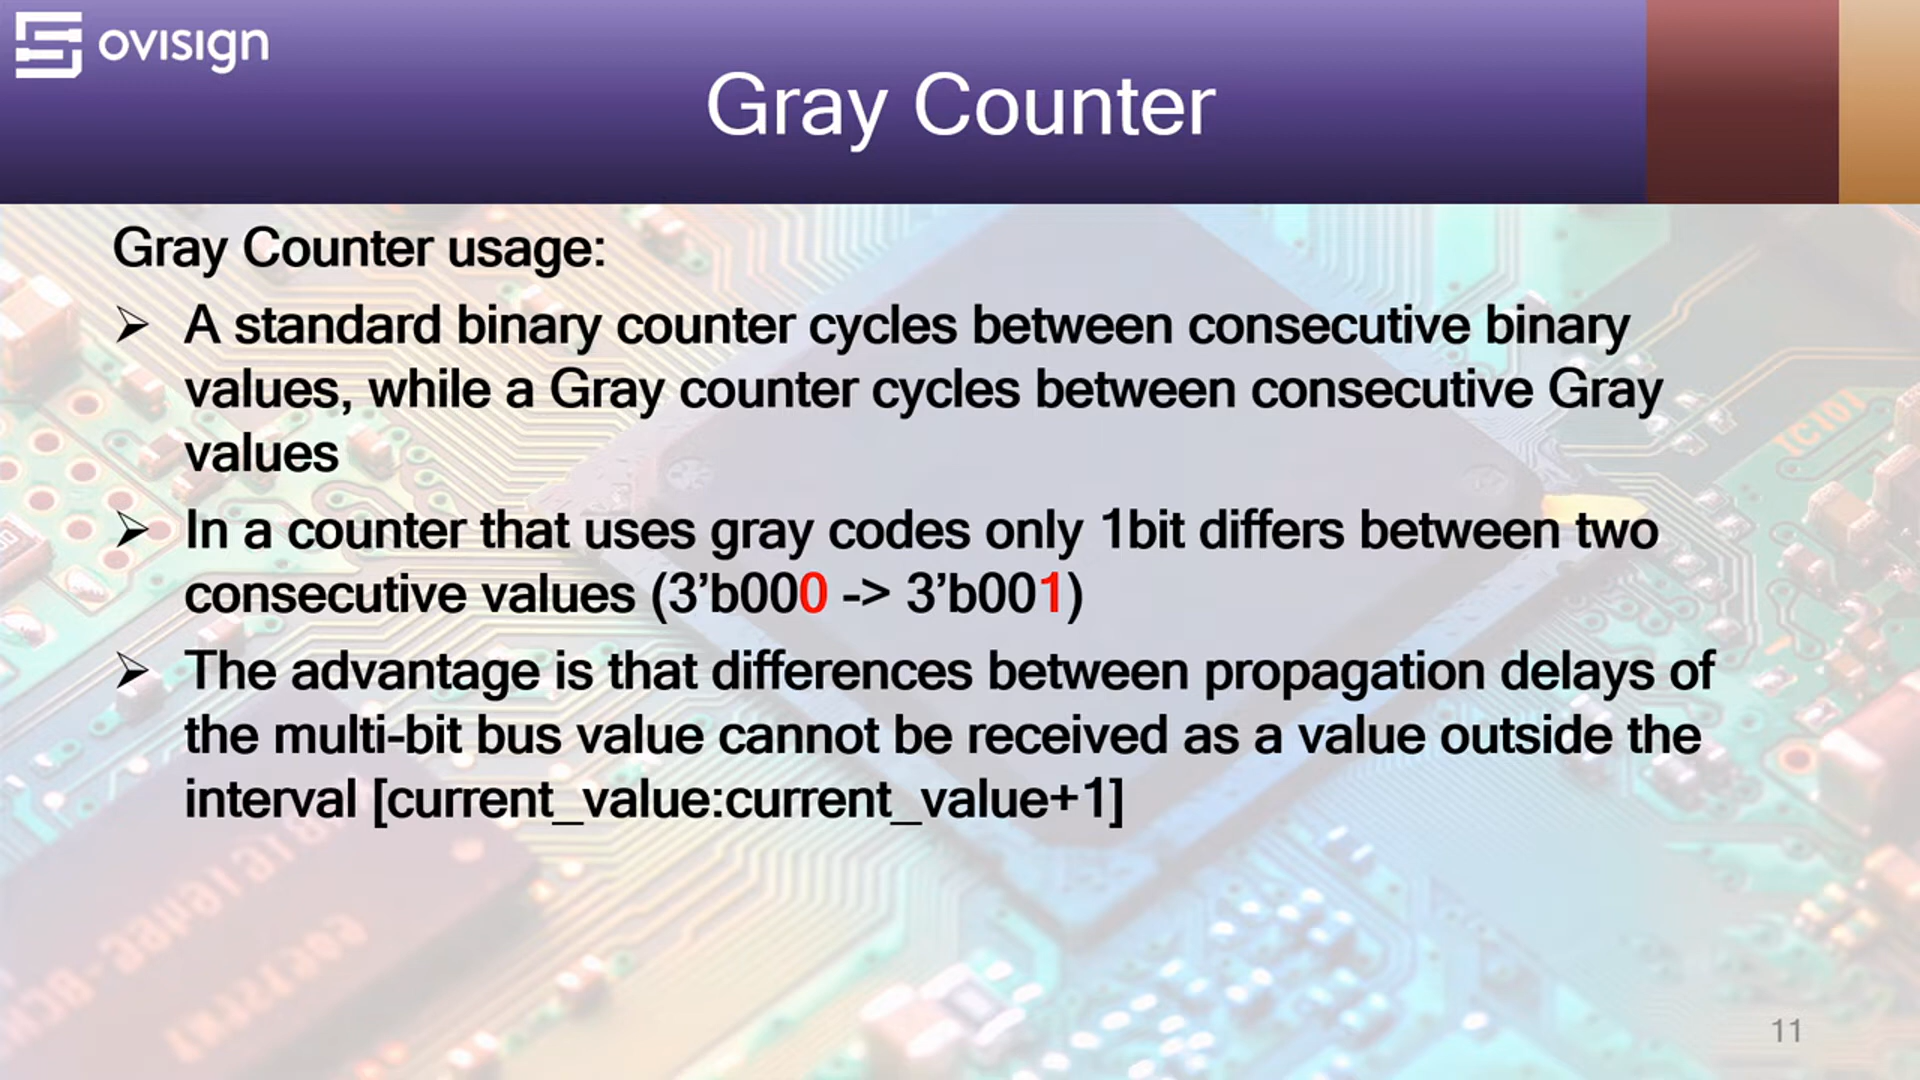 OVISIGN
Gray Counter
Gray Counter usage:
➢ A standard binary counter cycles between consecutive binary
values, while a Gray counter cycles between consecutive Gray
values
➢ In a counter that uses gray codes only 1bit differs between two
consecutive values (3’b000 -> 3’b001)
➢ The advantage is that differences between propagation delays of
the multi-bit bus value cannot be received as a value outside the
interval [current_value:current_value+1]
IC101
11